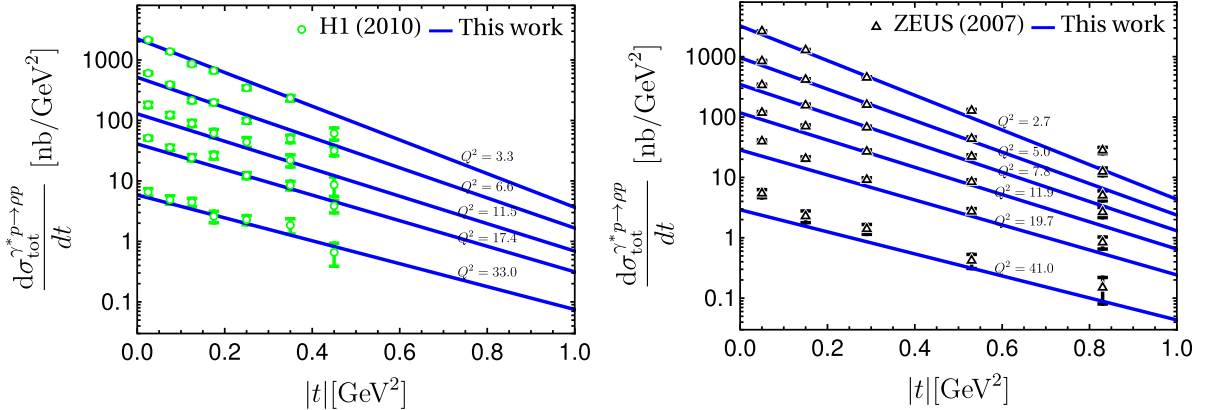 H1 (2010) This work
dσ_tot^{γ* p→ρp} / dt [nb/GeV²]
1000
100
10
1
0.1
Q² = 3.3
Q² = 6.6
Q² = 11.5
Q² = 17.4
Q² = 33.0
0.0 0.2 0.4 0.6 0.8 1.0
|t| [GeV²]
ZEUS (2007) This work
dσ_tot^{γ* p→ρp} / dt [nb/GeV²]
1000
100
10
1
0.1
Q² = 2.7
Q² = 5.0
Q² = 7.8
Q² = 11.9
Q² = 19.7
Q² = 41.0
0.0 0.2 0.4 0.6 0.8 1.0
|t| [GeV²]